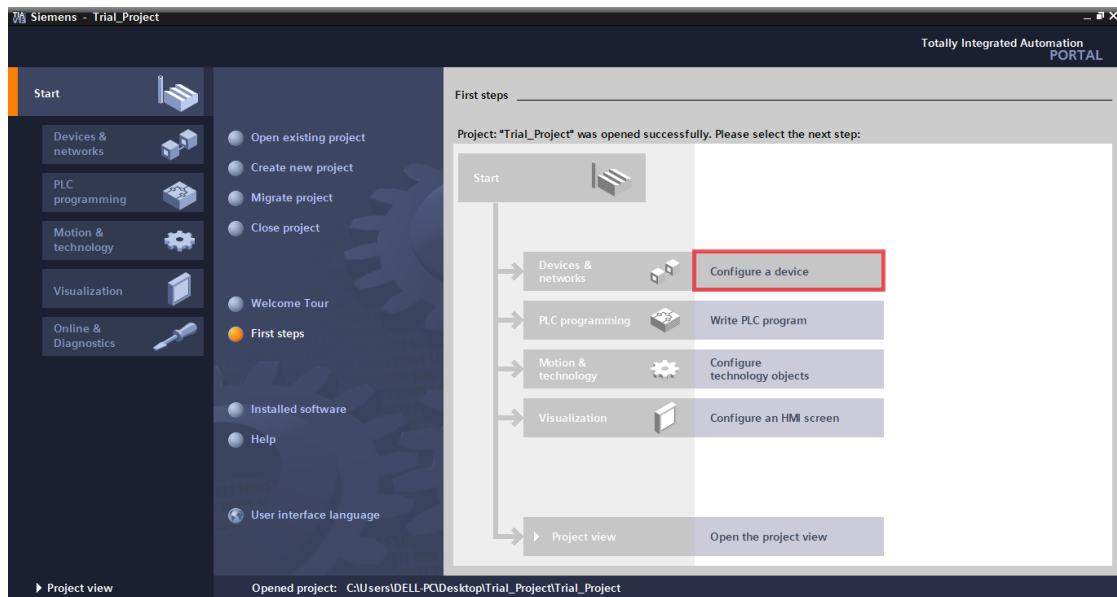 Siemens - Trial_Project
Totally Integrated Automation
PORTAL
Start
Devices &
networks
PLC
programming
Motion &
technology
Visualization
Online &
Diagnostics
Open existing project
Create new project
Migrate project
Close project
Welcome Tour
First steps
Installed software
Help
User interface language
First steps
Project: "Trial_Project" was opened successfully. Please select the next step:
Start
Devices &
networks
Configure a device
PLC programming
Write PLC program
Motion &
technology
Configure
technology objects
Visualization
Configure an HMI screen
Project view
Open the project view
Project view
Opened project: C:\Users\DELL-PC\Desktop\Trial_Project\Trial_Project